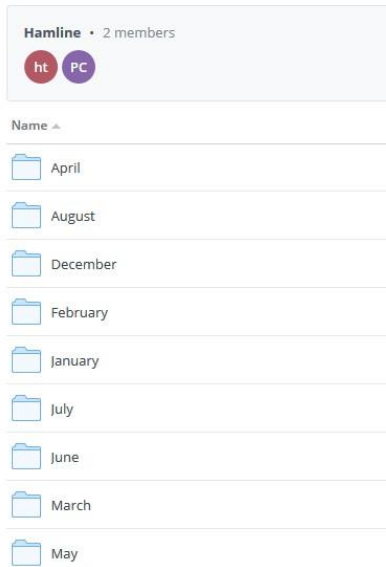 Hamline • 2 members
ht PC
Name
April
August
December
February
January
July
June
March
May